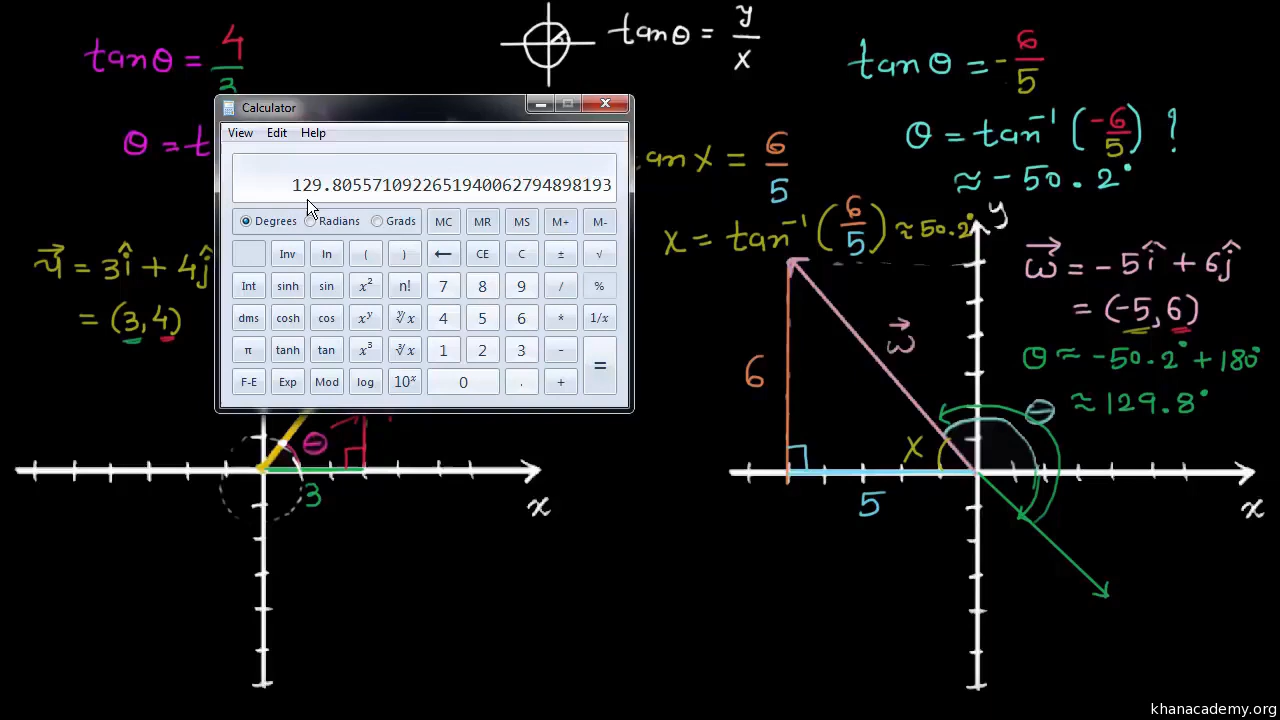 tanθ = 4/3
tanθ = y/x
tanθ = -6/5
θ = t
tan x = 6/5
θ = tan⁻¹(-6/5) !
≈ -50.2°
x = tan⁻¹(6/5) ≈ 50.2°
Calculator
View Edit Help
129.80557109226519400627948981​93
Degrees Radians Grads MC MR MS M+ M-
Inv ln ( ) ← CE C ± √
Int sinh sin x² n! 7 8 9 / %
dms cosh cos xʸ ʸ√x 4 5 6 * 1/x
π tanh tan x³ ³√x 1 2 3 - =
F-E Exp Mod log 10ˣ 0 . +
= 3î + 4ĵ
= (3,4)
θ
3
x
y
w⃗ = -5î + 6ĵ
= (-5,6)
θ ≈ -50.2° + 180°
≈ 129.8°
w⃗
6
x
θ
5
x
khanacademy.org